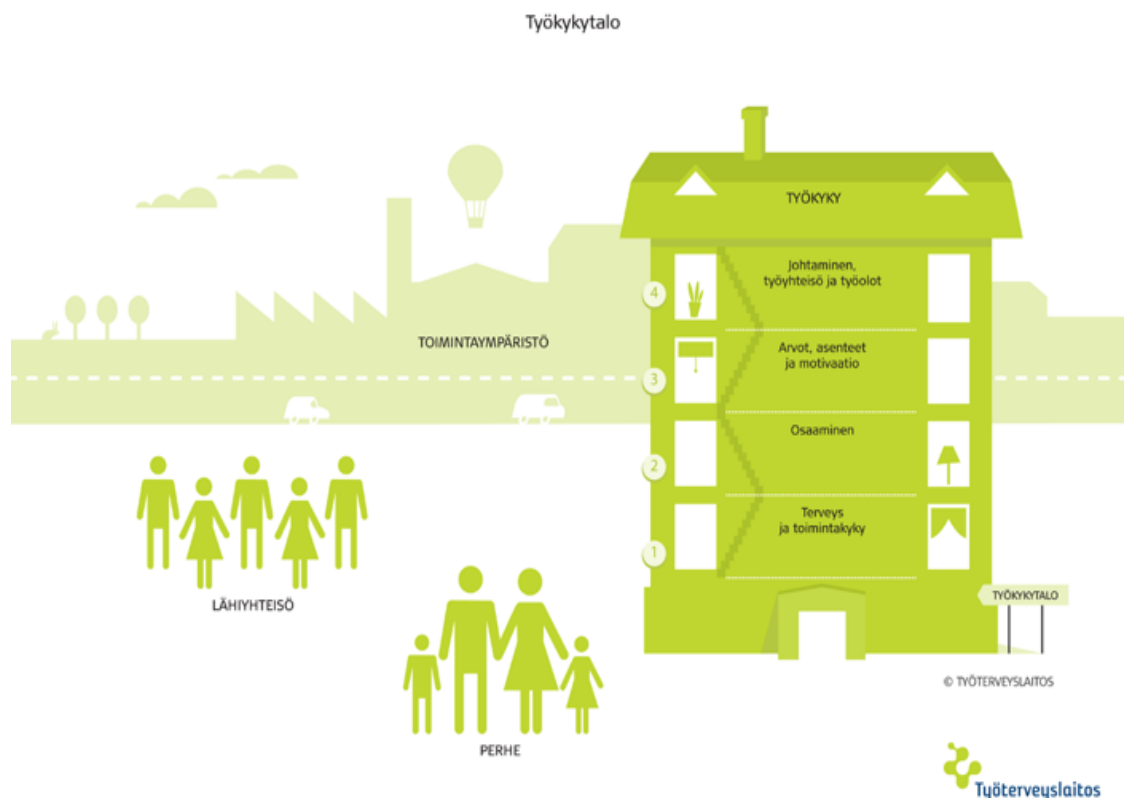 Työkykytalo
TYÖKYKY
Johtaminen,
työyhteisö ja työolot
4
TOIMINTAYMPÄRISTÖ
Arvot, asenteet
ja motivaatio
3
Osaaminen
2
Terveys
ja toimintakyky
1
LÄHIYHTEISÖ
TYÖKYKYTALO
© TYÖTERVEYSLAITOS
PERHE
Työterveyslaitos